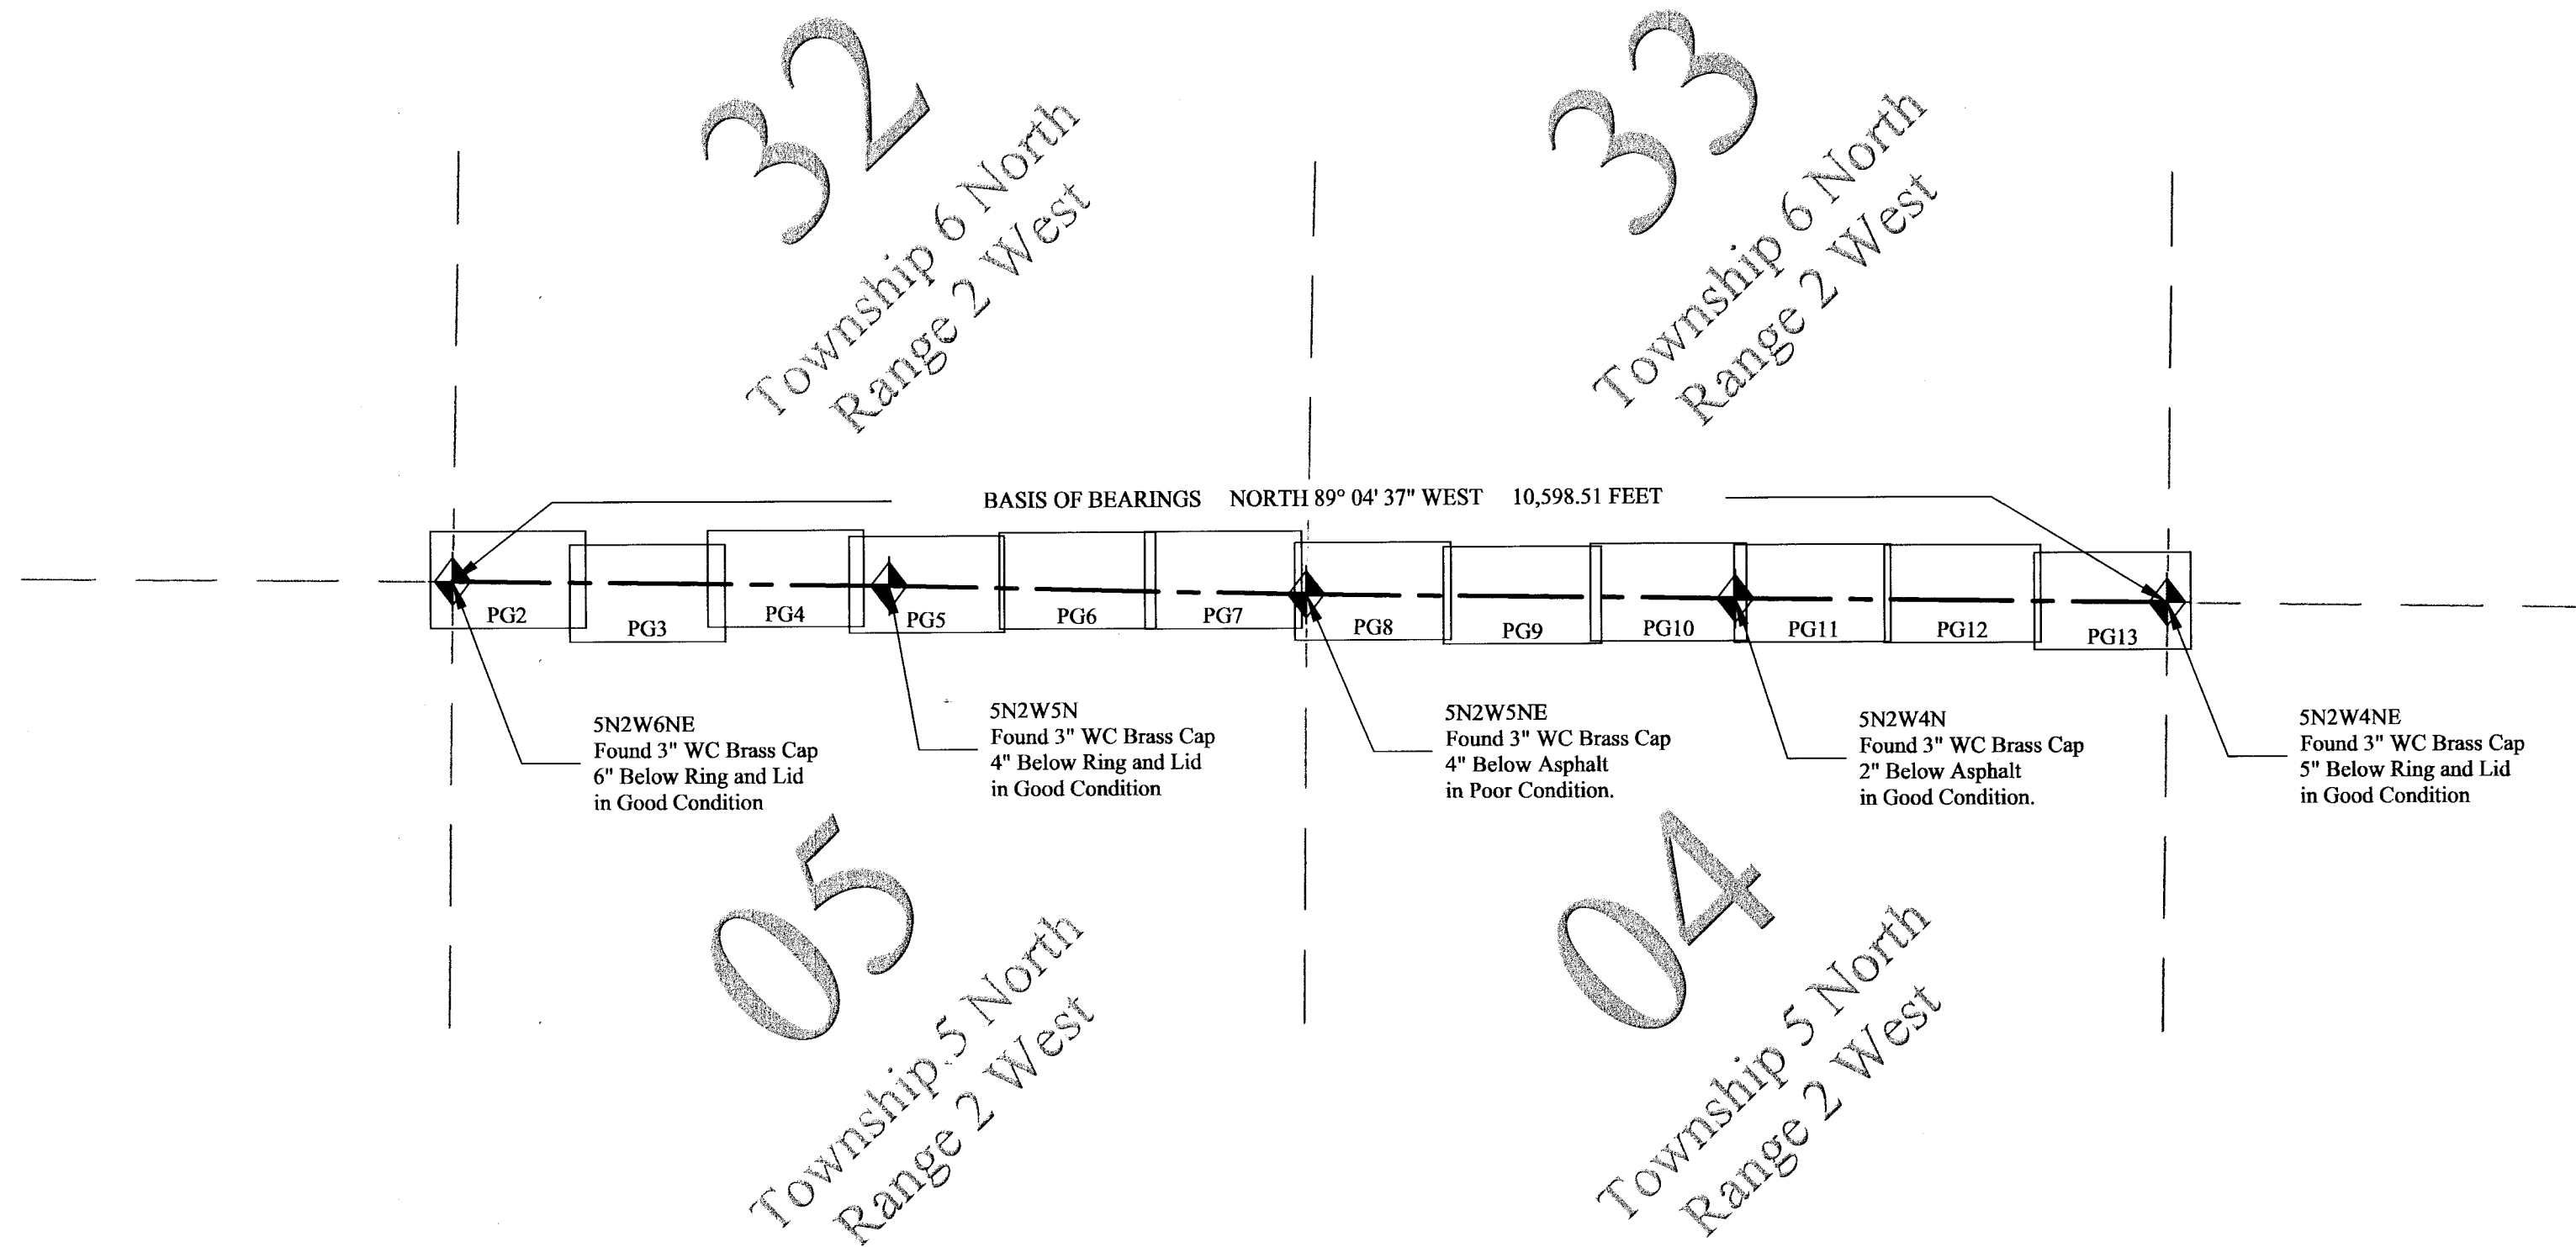 32
Township 6 North
Range 2 West
33
Township 6 North
Range 2 West
BASIS OF BEARINGS NORTH 89° 04' 37" WEST 10,598.51 FEET
PG2
PG3
PG4
PG5
PG6
PG7
PG8
PG9
PG10
PG11
PG12
PG13
5N2W6NE
Found 3" WC Brass Cap
6" Below Ring and Lid
in Good Condition
5N2W5N
Found 3" WC Brass Cap
4" Below Ring and Lid
in Good Condition
5N2W5NE
Found 3" WC Brass Cap
4" Below Asphalt
in Poor Condition.
5N2W4N
Found 3" WC Brass Cap
2" Below Asphalt
in Good Condition.
5N2W4NE
Found 3" WC Brass Cap
5" Below Ring and Lid
in Good Condition
05
Township 5 North
Range 2 West
04
Township 5 North
Range 2 West